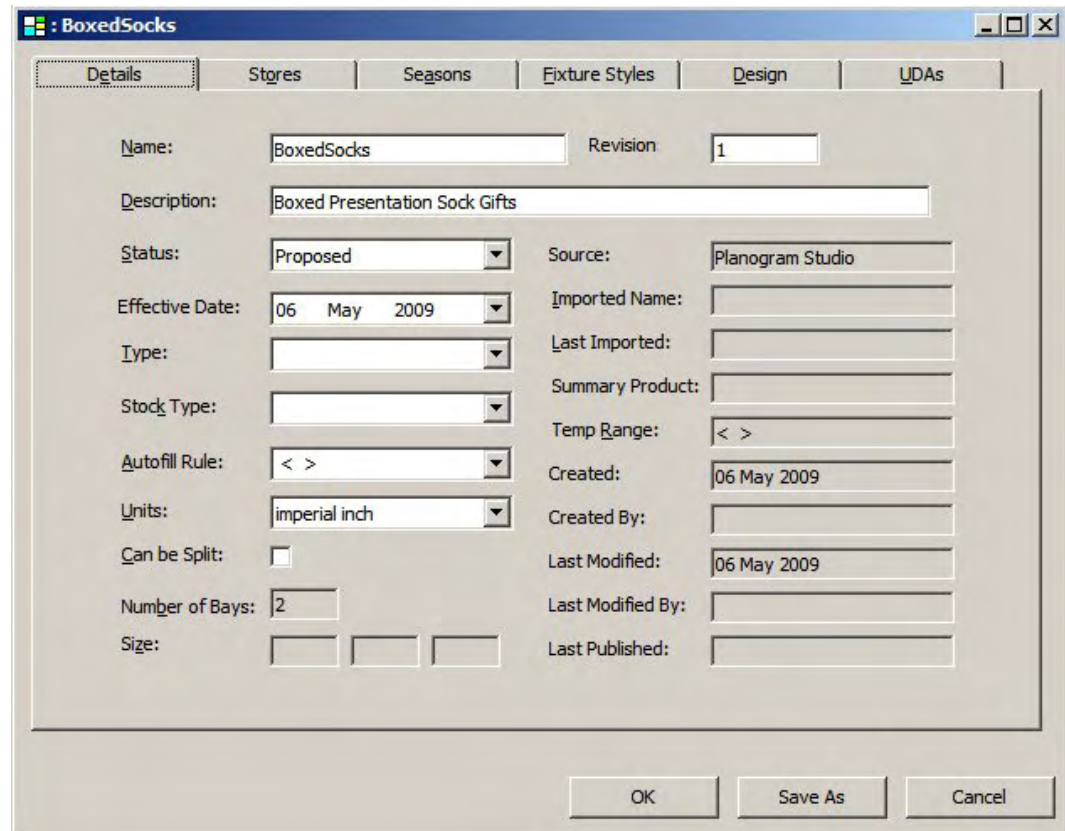 : BoxedSocks
Details Stores Seasons Fixture Styles Design UDAs
Name: BoxedSocks Revision 1
Description: Boxed Presentation Sock Gifts
Status: Proposed Source: Planogram Studio
Effective Date: 06 May 2009 Imported Name:
Type: Last Imported:
Summary Product:
Stock Type:
Temp Range: < >
Autofill Rule: < >
Created: 06 May 2009
Units: imperial inch Created By:
Can be Split: Last Modified: 06 May 2009
Number of Bays: 2 Last Modified By:
Size: Last Published:
OK Save As Cancel